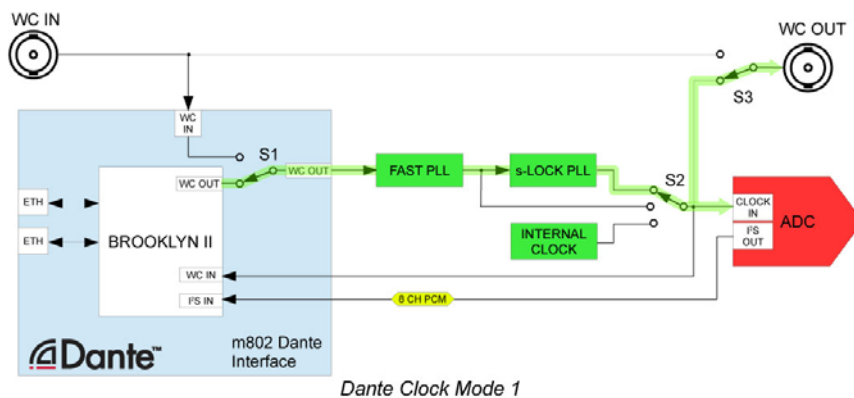 WC IN
WC OUT
S3
WC
IN
S1
WC OUT
WC OUT
FAST PLL
s-LOCK PLL
S2
ETH
ETH
BROOKLYN II
INTERNAL
CLOCK
CLOCK
IN
I²S
OUT
ADC
WC IN
I²S IN
8 CH PCM
Dante™
m802 Dante
Interface
Dante Clock Mode 1